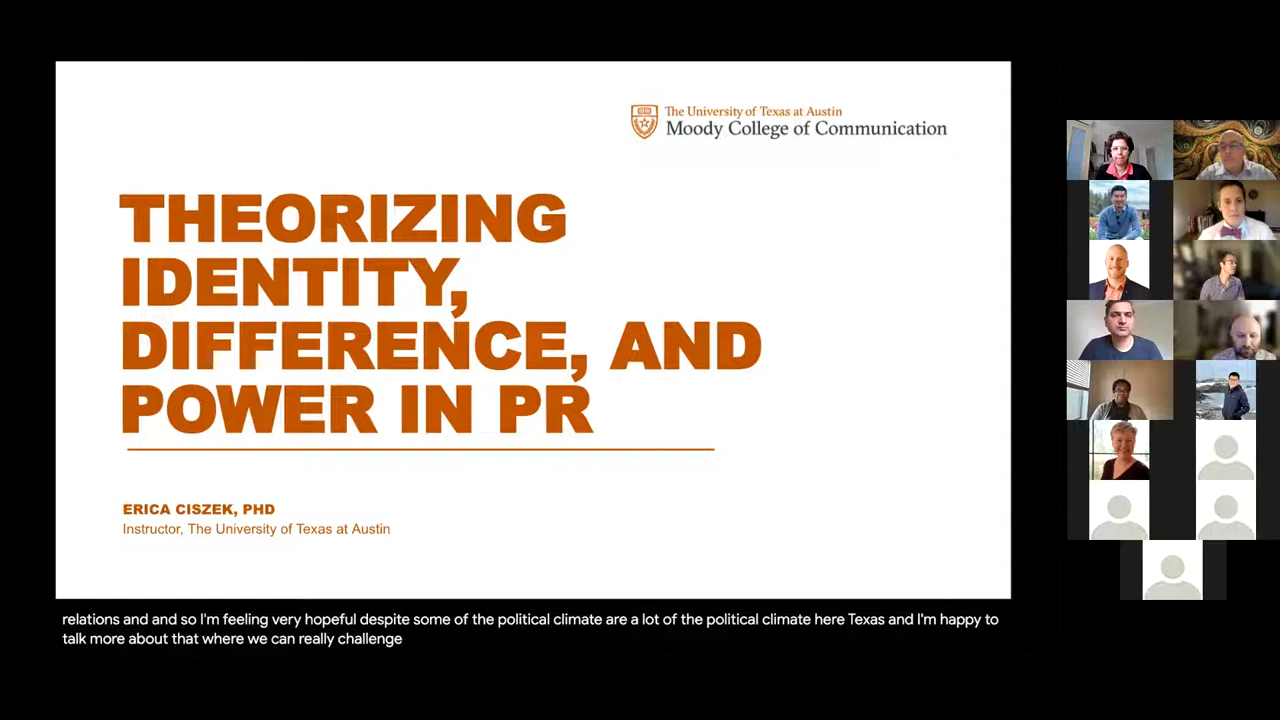 The University of Texas at Austin
Moody College of Communication
THEORIZING
IDENTITY,
DIFFERENCE, AND
POWER IN PR
ERICA CISZEK, PHD
Instructor, The University of Texas at Austin
relations and and so I'm feeling very hopeful despite some of the political climate are a lot of the political climate here Texas and I'm happy to
talk more about that where we can really challenge